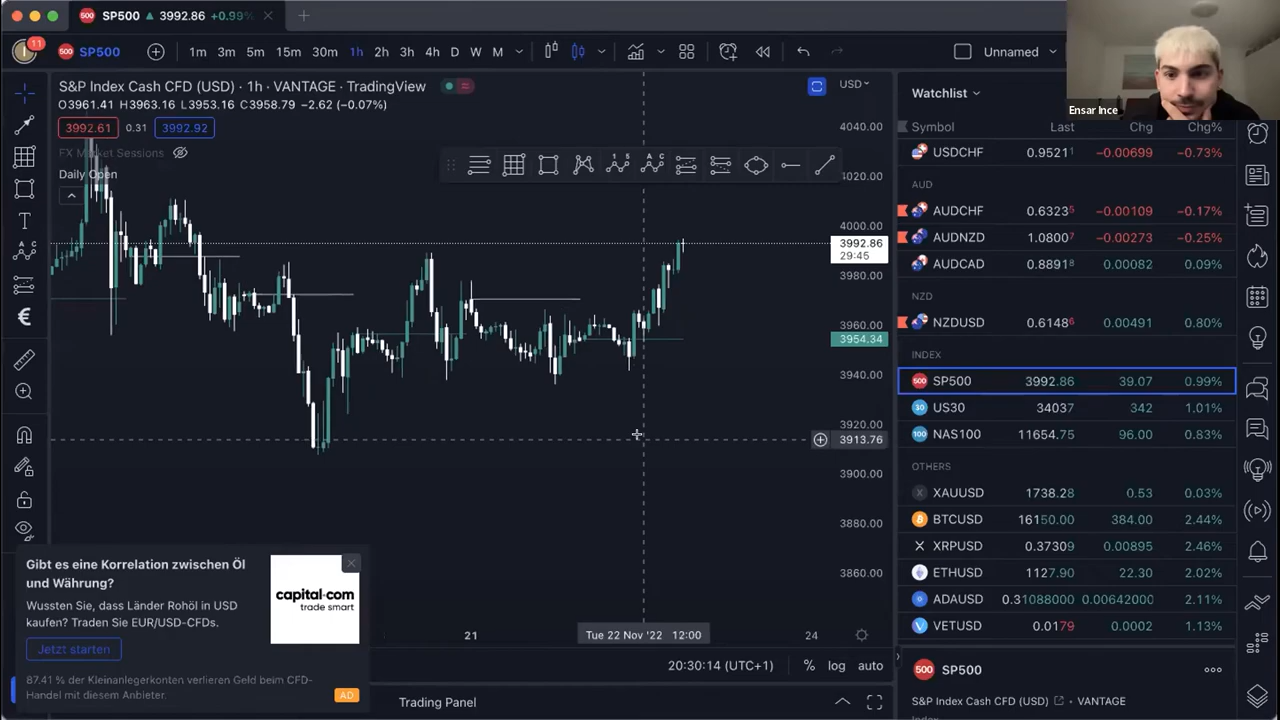 SP500 ▲ 3992.86 +0.99%
11
500 SP500
1m 3m 5m 15m 30m 1h 2h 3h 4h D W M
Unnamed
Ensar Ince
S&P Index Cash CFD (USD) · 1h · VANTAGE · TradingView
O3961.41 H3963.16 L3953.16 C3958.79 −2.62 (−0.07%)
3992.61 0.31 3992.92
FX Market Sessions
Daily Open
USD
4040.00
4020.00
4000.00
3992.86
29:45
3980.00
3960.00
3954.34
3940.00
3920.00
3913.76
3900.00
3880.00
3860.00
21 Tue 22 Nov '22 12:00 24
20:30:14 (UTC+1) % log auto
Trading Panel
Gibt es eine Korrelation zwischen Öl
und Währung?
Wussten Sie, dass Länder Rohöl in USD
kaufen? Traden Sie EUR/USD-CFDs.
Jetzt starten
capital.com
trade smart
87.41 % der Kleinanlegerkonten verlieren Geld beim CFD-
Handel mit diesem Anbieter.
AD
Watchlist
Symbol Last Chg Chg%
USDCHF 0.95211 −0.00699 −0.73%
AUD
AUDCHF 0.63235 −0.00109 −0.17%
AUDNZD 1.08007 −0.00273 −0.25%
AUDCAD 0.88918 0.00082 0.09%
NZD
NZDUSD 0.61486 0.00491 0.80%
INDEX
500 SP500 3992.86 39.07 0.99%
30 US30 34037 342 1.01%
100 NAS100 11654.75 96.00 0.83%
OTHERS
XAUUSD 1738.28 0.53 0.03%
BTCUSD 16150.00 384.00 2.44%
XRPUSD 0.37309 0.00895 2.46%
ETHUSD 1127.90 22.30 2.02%
ADAUSD 0.31088000 0.00642000 2.11%
VETUSD 0.0179 0.0002 1.13%
500 SP500
S&P Index Cash CFD (USD) · VANTAGE